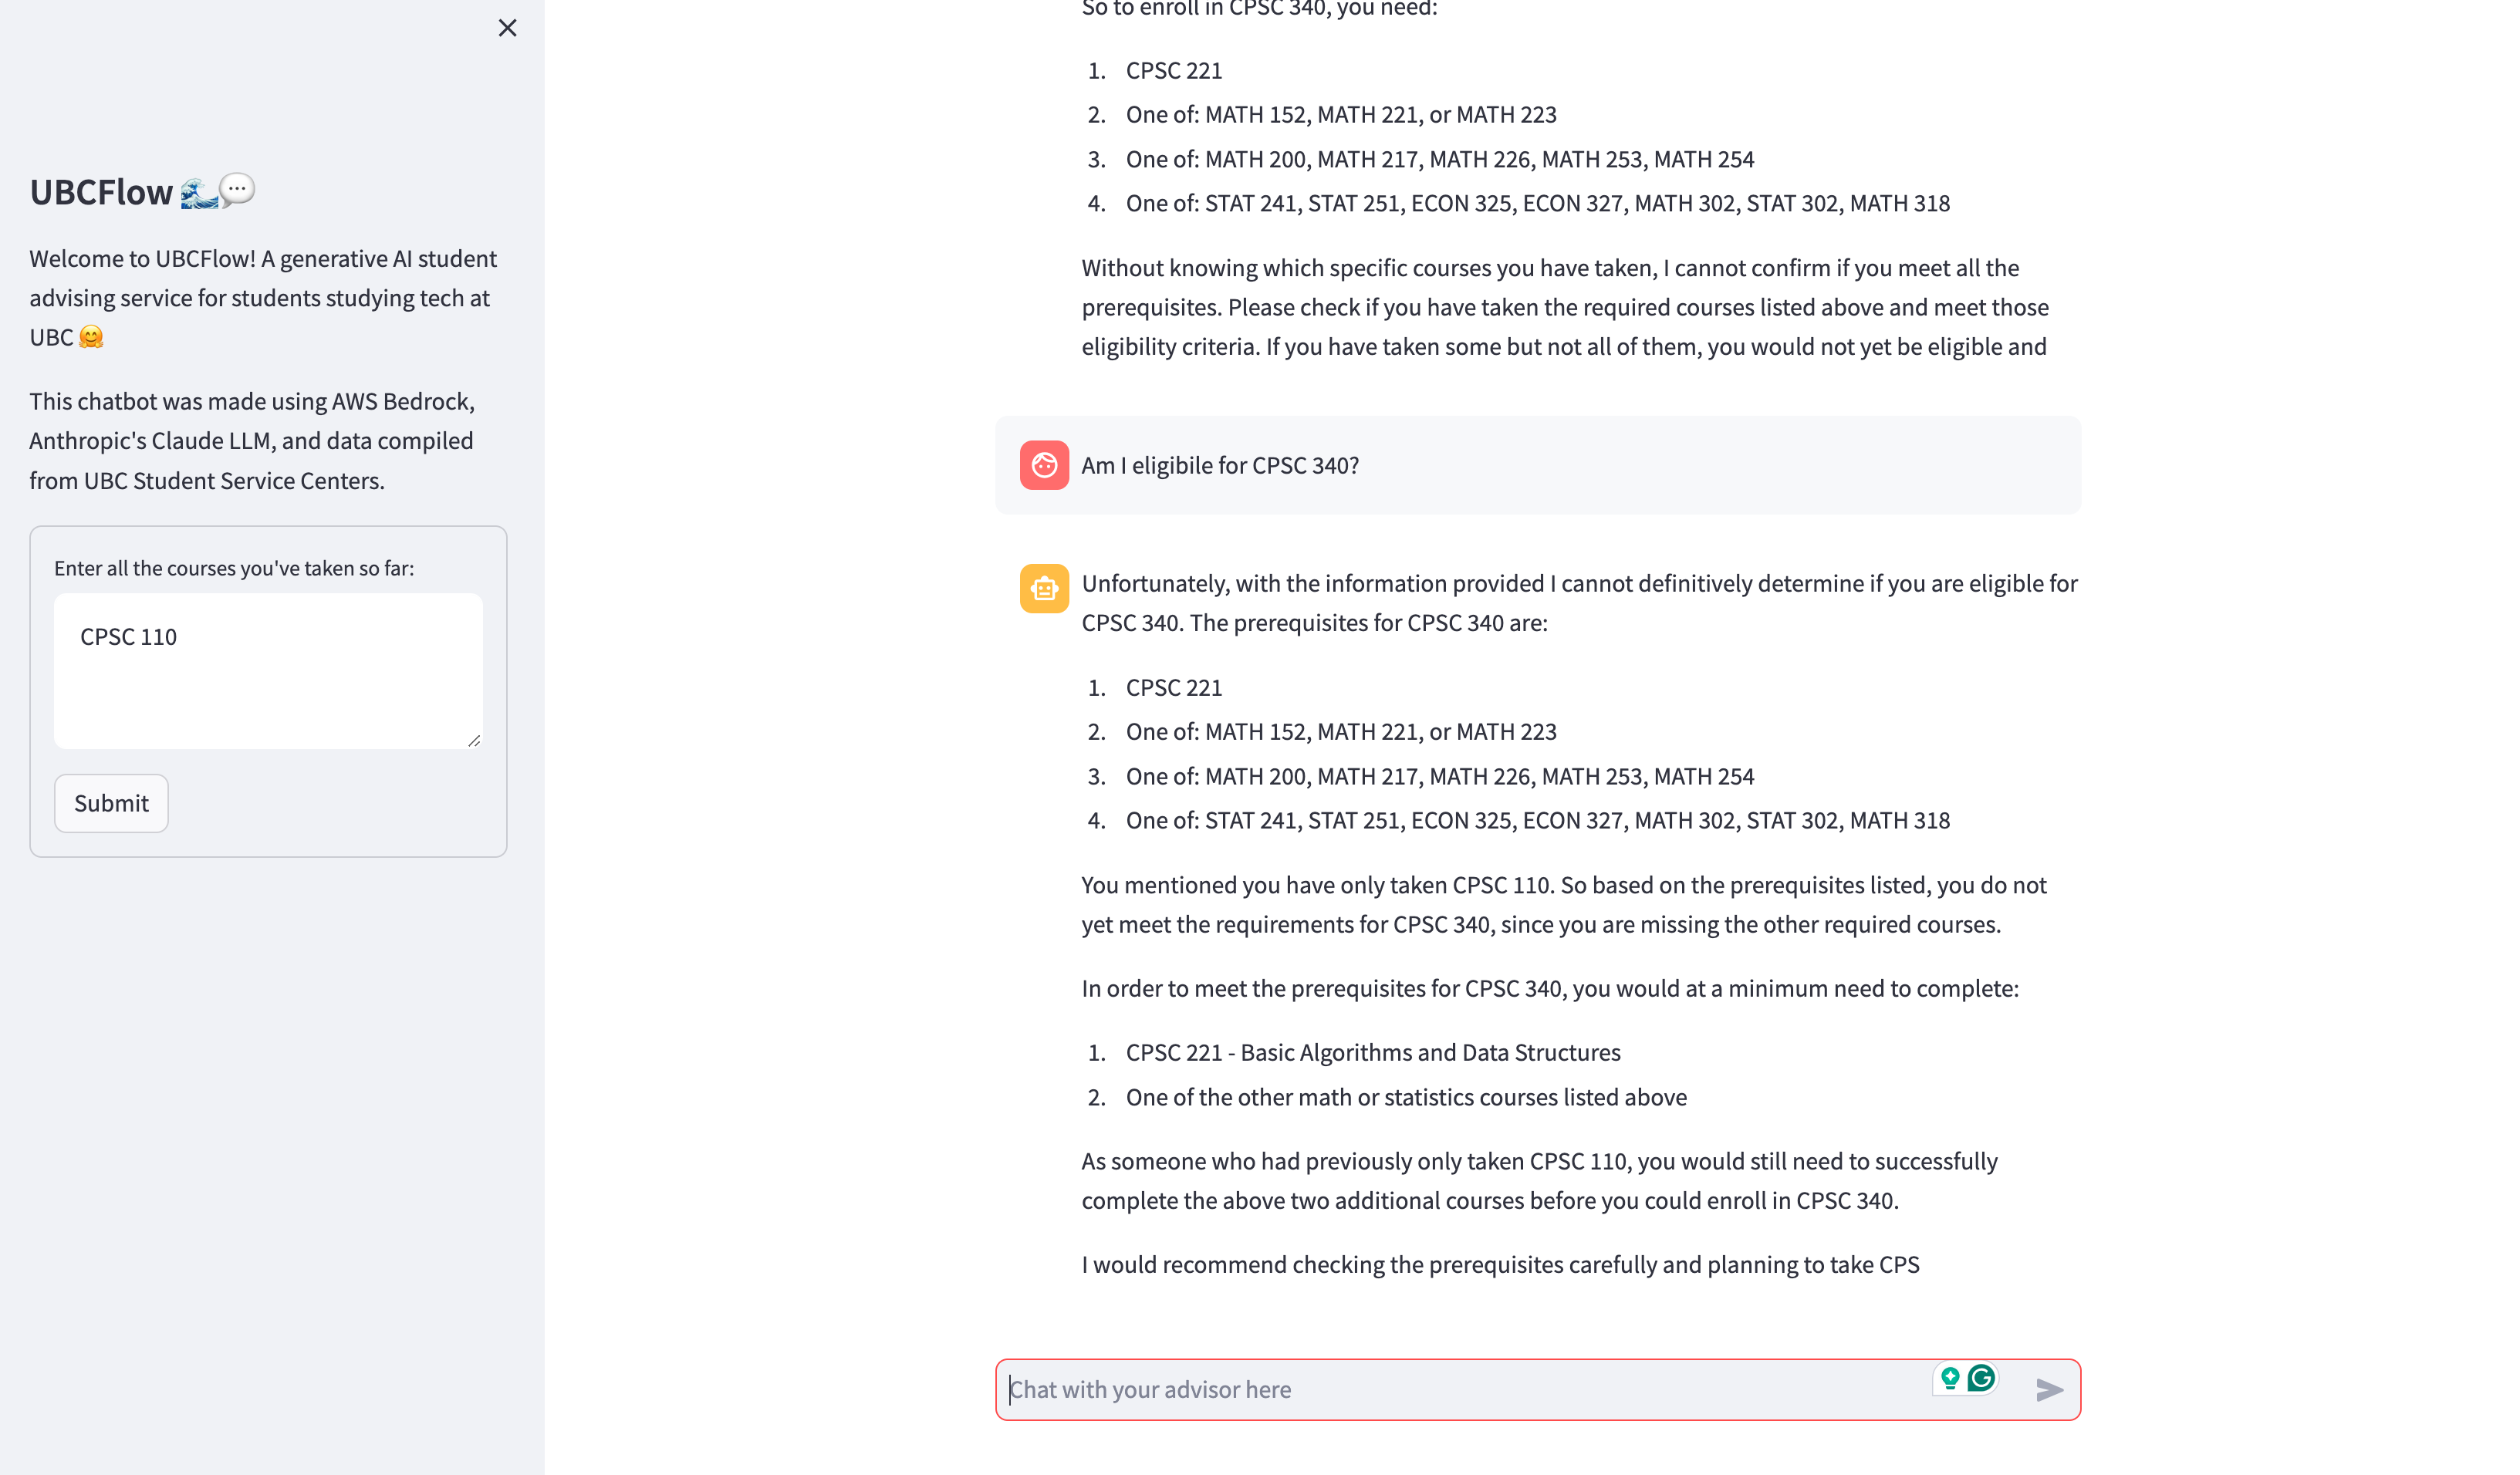 UBCFlow 🌊💬
Welcome to UBCFlow! A generative AI student
advising service for students studying tech at
UBC 🤗
This chatbot was made using AWS Bedrock,
Anthropic's Claude LLM, and data compiled
from UBC Student Service Centers.
Enter all the courses you've taken so far:
CPSC 110
Submit
So to enroll in CPSC 340, you need:
1. CPSC 221
2. One of: MATH 152, MATH 221, or MATH 223
3. One of: MATH 200, MATH 217, MATH 226, MATH 253, MATH 254
4. One of: STAT 241, STAT 251, ECON 325, ECON 327, MATH 302, STAT 302, MATH 318
Without knowing which specific courses you have taken, I cannot confirm if you meet all the
prerequisites. Please check if you have taken the required courses listed above and meet those
eligibility criteria. If you have taken some but not all of them, you would not yet be eligible and
Am I eligibile for CPSC 340?
Unfortunately, with the information provided I cannot definitively determine if you are eligible for
CPSC 340. The prerequisites for CPSC 340 are:
1. CPSC 221
2. One of: MATH 152, MATH 221, or MATH 223
3. One of: MATH 200, MATH 217, MATH 226, MATH 253, MATH 254
4. One of: STAT 241, STAT 251, ECON 325, ECON 327, MATH 302, STAT 302, MATH 318
You mentioned you have only taken CPSC 110. So based on the prerequisites listed, you do not
yet meet the requirements for CPSC 340, since you are missing the other required courses.
In order to meet the prerequisites for CPSC 340, you would at a minimum need to complete:
1. CPSC 221 - Basic Algorithms and Data Structures
2. One of the other math or statistics courses listed above
As someone who had previously only taken CPSC 110, you would still need to successfully
complete the above two additional courses before you could enroll in CPSC 340.
I would recommend checking the prerequisites carefully and planning to take CPS
Chat with your advisor here